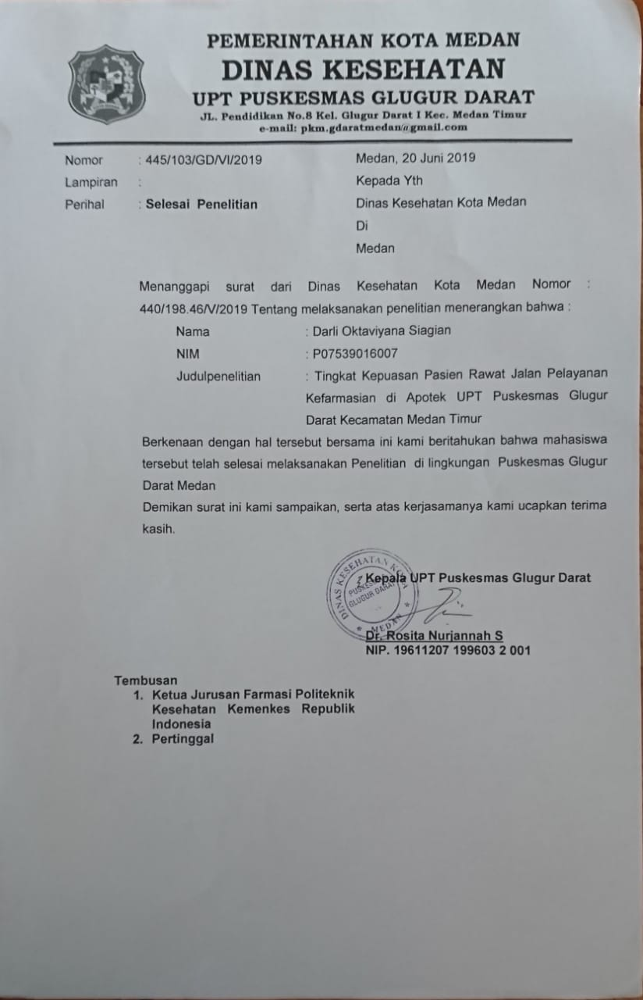 PEMERINTAHAN KOTA MEDAN
DINAS KESEHATAN
UPT PUSKESMAS GLUGUR DARAT
JL. Pendidikan No.8 Kel. Glugur Darat I Kec. Medan Timur
e-mail: pkm.gdaratmedan@gmail.com
Nomor : 445/103/GD/VI/2019
Lampiran :
Perihal : Selesai Penelitian
Medan, 20 Juni 2019
Kepada Yth
Dinas Kesehatan Kota Medan
Di
Medan
Menanggapi surat dari Dinas Kesehatan Kota Medan Nomor :
440/198.46/V/2019 Tentang melaksanakan penelitian menerangkan bahwa :
Nama : Darli Oktaviyana Siagian
NIM : P07539016007
Judulpenelitian : Tingkat Kepuasan Pasien Rawat Jalan Pelayanan
Kefarmasian di Apotek UPT Puskesmas Glugur
Darat Kecamatan Medan Timur
Berkenaan dengan hal tersebut bersama ini kami beritahukan bahwa mahasiswa
tersebut telah selesai melaksanakan Penelitian di lingkungan Puskesmas Glugur
Darat Medan
Demikan surat ini kami sampaikan, serta atas kerjasamanya kami ucapkan terima
kasih.
Kepala UPT Puskesmas Glugur Darat
DINAS KESEHATAN KOTA
PUSKESMAS
GLUGUR DARAT
* MEDAN *
Dr. Rosita Nurjannah S
NIP. 19611207 199603 2 001
Tembusan
1. Ketua Jurusan Farmasi Politeknik
Kesehatan Kemenkes Republik
Indonesia
2. Pertinggal